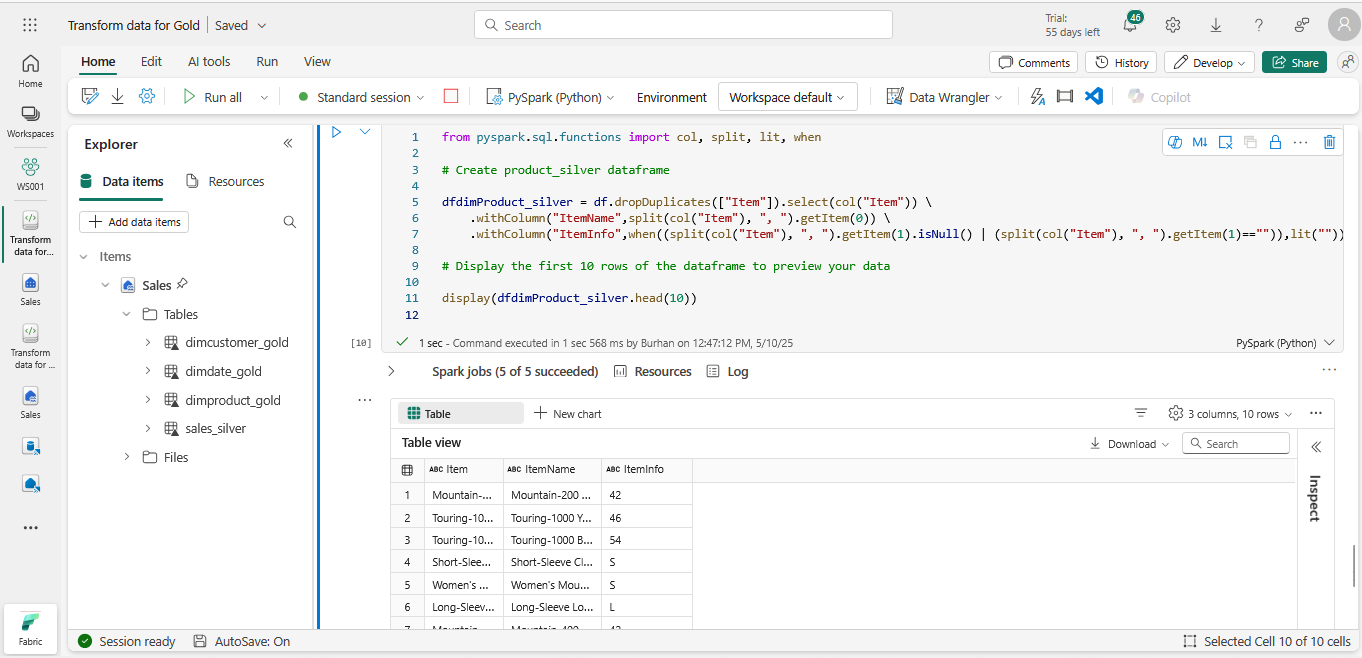 Transform data for Gold
Saved
Search
Trial:
55 days left
46
?
Home
Edit
AI tools
Run
View
Comments
History
Develop
Share
Run all
Standard session
PySpark (Python)
Environment
Workspace default
Data Wrangler
Copilot
Home
Workspaces
WS001
Transform
data for...
Sales
Transform
data for ...
Sales
Fabric
Explorer
Data items
Resources
Add data items
Items
Sales
Tables
dimcustomer_gold
dimdate_gold
dimproduct_gold
sales_silver
Files
M↓
1 from pyspark.sql.functions import col, split, lit, when
2
3 # Create product_silver dataframe
4
5 dfdimProduct_silver = df.dropDuplicates(["Item"]).select(col("Item")) \
6 .withColumn("ItemName",split(col("Item"), ", ").getItem(0)) \
7 .withColumn("ItemInfo",when((split(col("Item"), ", ").getItem(1).isNull() | (split(col("Item"), ", ").getItem(1)=="")),lit(""))
8
9 # Display the first 10 rows of the dataframe to preview your data
10
11 display(dfdimProduct_silver.head(10))
12
[10]
1 sec - Command executed in 1 sec 568 ms by Burhan on 12:47:12 PM, 5/10/25
PySpark (Python)
Spark jobs (5 of 5 succeeded)
Resources
Log
Table
New chart
3 columns, 10 rows
Table view
Download
Search
Inspect
ABC Item ABC ItemName ABC ItemInfo
1 Mountain-... Mountain-200 ... 42
2 Touring-10... Touring-1000 Y... 46
3 Touring-10... Touring-1000 B... 54
4 Short-Slee... Short-Sleeve Cl... S
5 Women's ... Women's Mou... S
6 Long-Sleev... Long-Sleeve Lo... L
Session ready
AutoSave: On
Selected Cell 10 of 10 cells